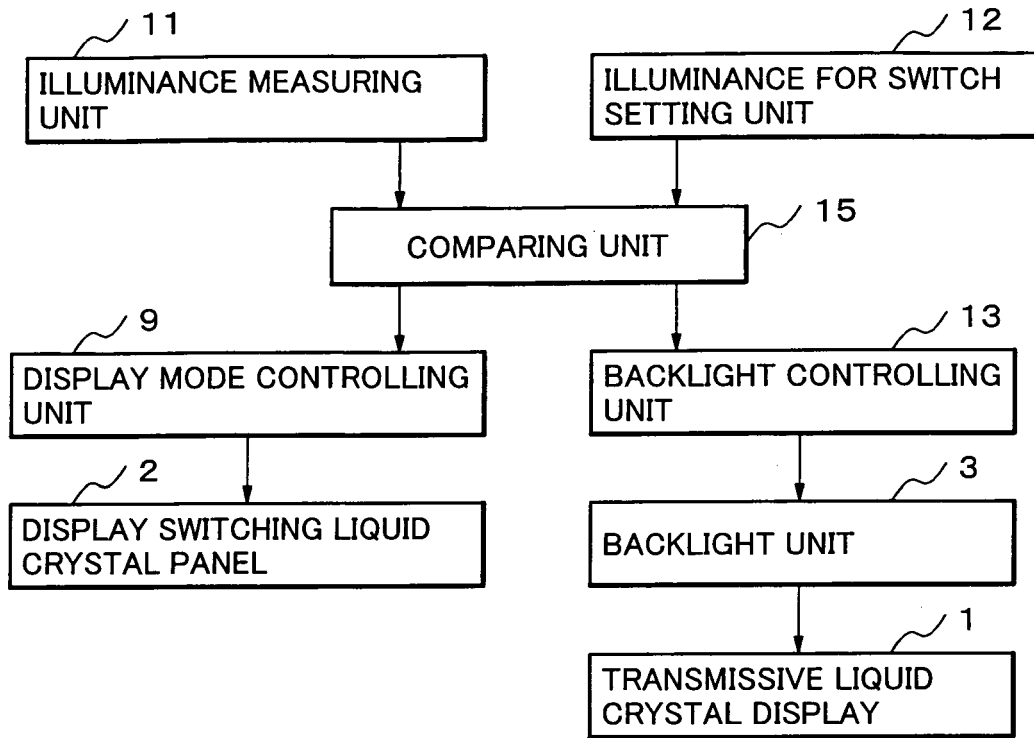 11
12
ILLUMINANCE MEASURING
UNIT
ILLUMINANCE FOR SWITCH
SETTING UNIT
15
COMPARING UNIT
9
13
DISPLAY MODE CONTROLLING
UNIT
BACKLIGHT CONTROLLING
UNIT
2
3
DISPLAY SWITCHING LIQUID
CRYSTAL PANEL
BACKLIGHT UNIT
1
TRANSMISSIVE LIQUID
CRYSTAL DISPLAY